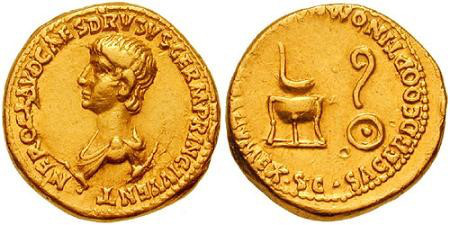 NERO CLAVD CAES DRVSVS GERM PRINC IVVENT
SACERD COOPT IN OMN
EX·S·C·